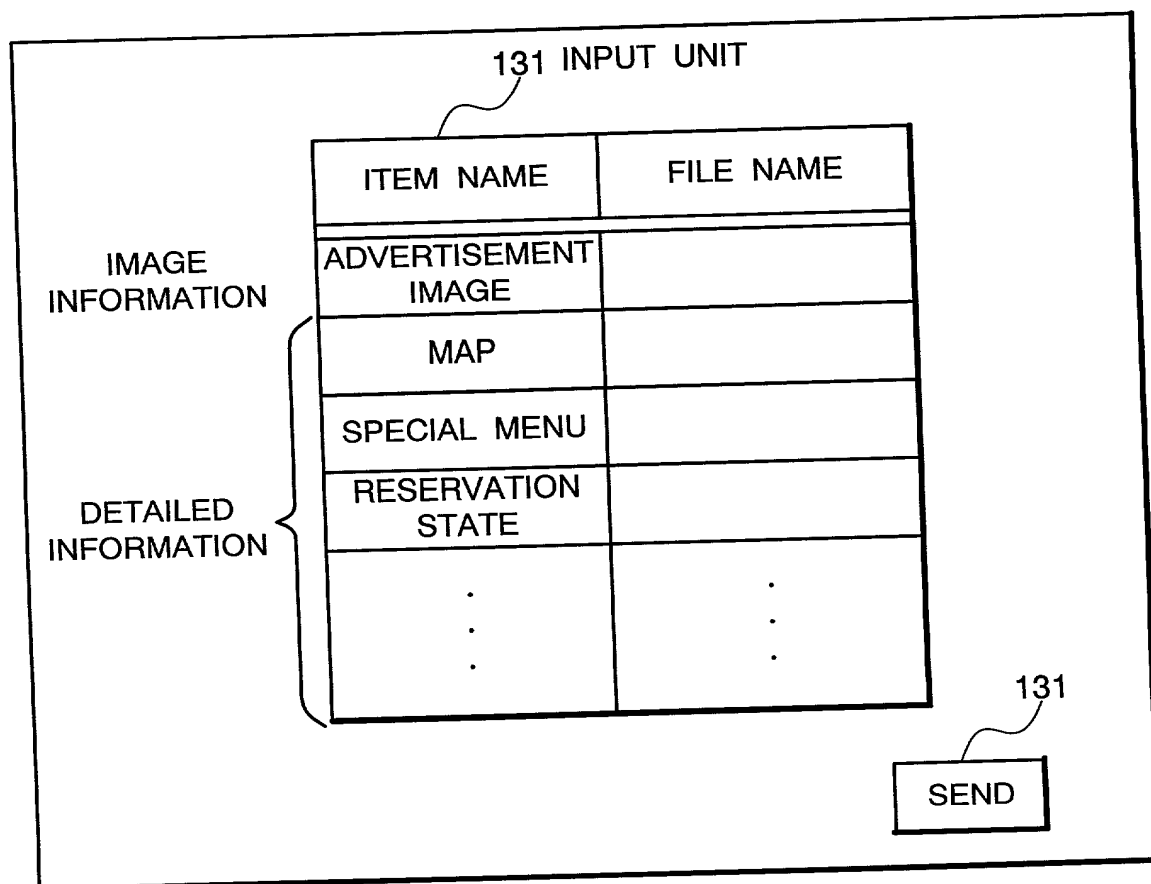 131 INPUT UNIT
ITEM NAME
FILE NAME
IMAGE
INFORMATION
ADVERTISEMENT
IMAGE
MAP
SPECIAL MENU
DETAILED
INFORMATION
RESERVATION
STATE
131
SEND